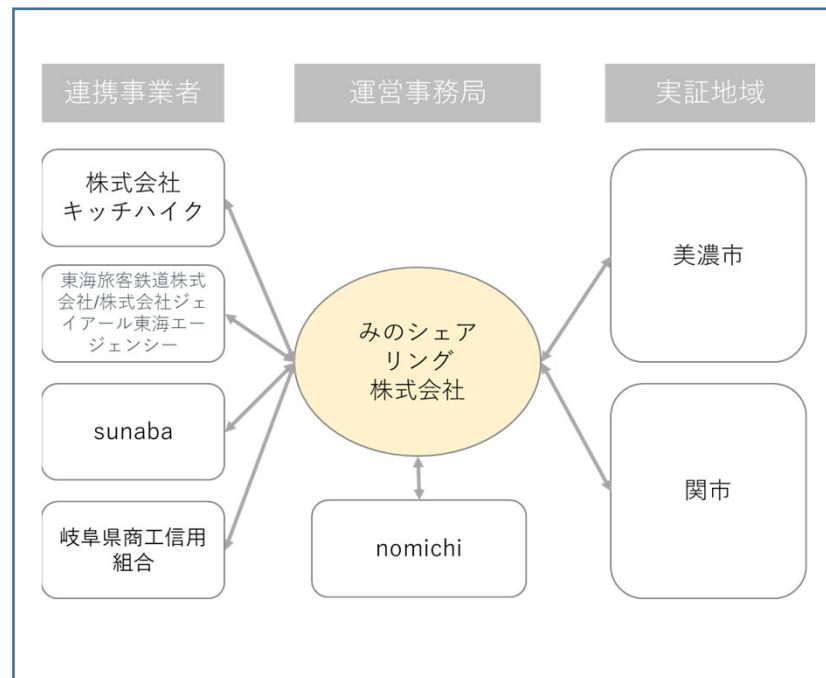 連携事業者
運営事務局
実証地域
株式会社
キッチハイク
東海旅客鉄道株式
会社/株式会社ジェ
イアール東海エー
ジェンシー
sunaba
岐阜県商工信用
組合
みのシェア
リング
株式会社
nomichi
美濃市
関市